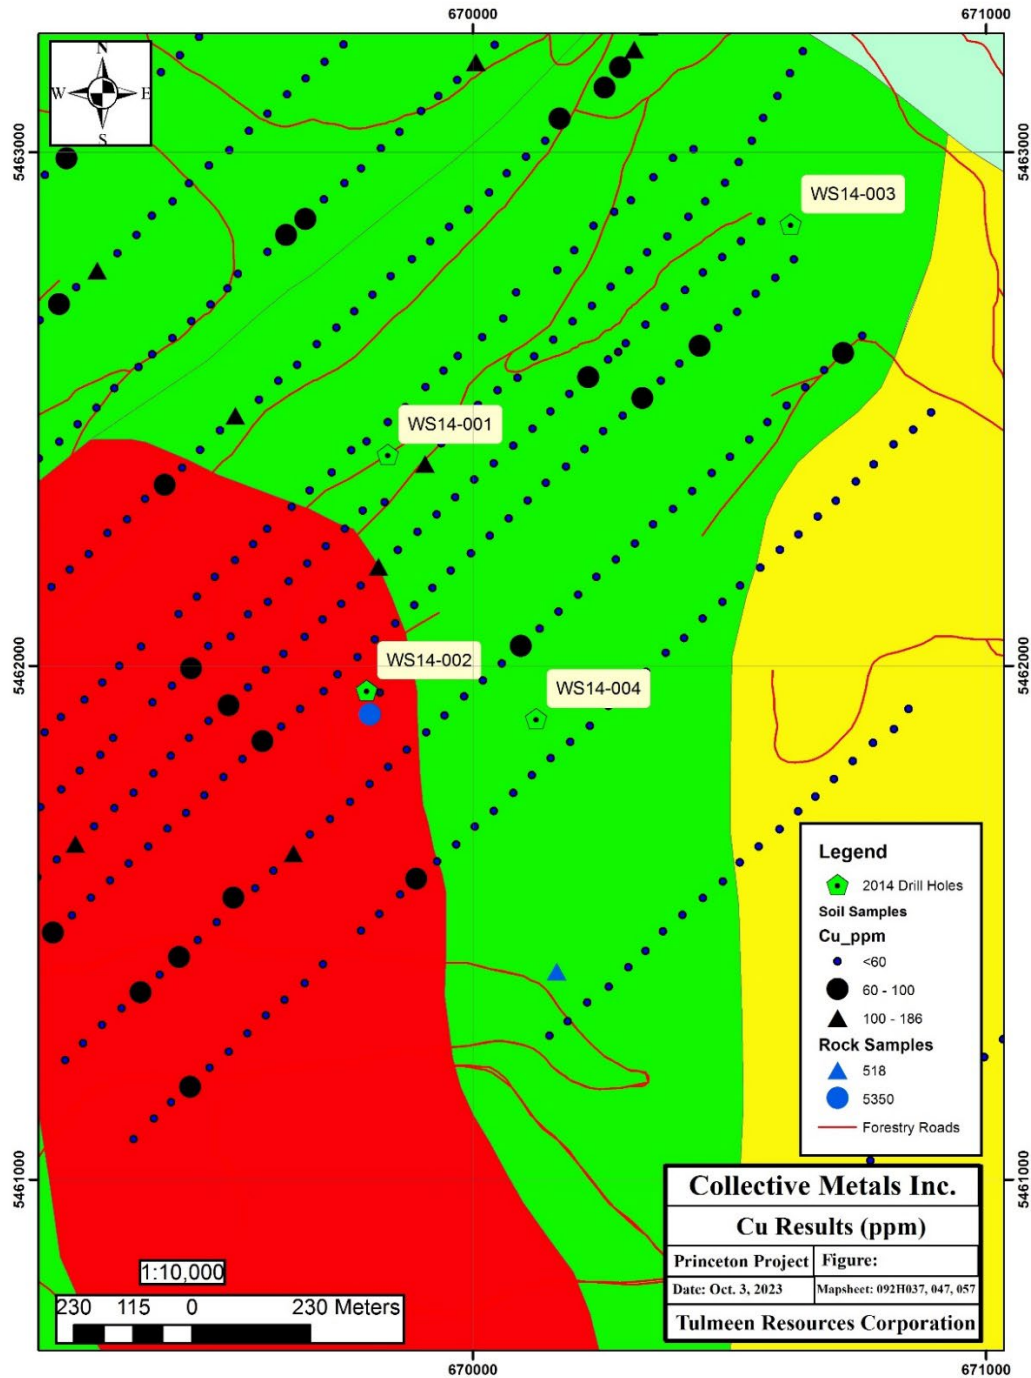 670000
671000
N
W E
S
5463000
5463000
WS14-003
WS14-001
5462000
5462000
WS14-002
WS14-004
Legend
2014 Drill Holes
Soil Samples
Cu_ppm
<60
60 - 100
100 - 186
Rock Samples
518
5350
Forestry Roads
5461000
5461000
Collective Metals Inc.
Cu Results (ppm)
Princeton Project Figure:
Date: Oct. 3, 2023 Mapsheet: 092H037, 047, 057
Tulmeen Resources Corporation
1:10,000
230 115 0 230 Meters
670000
671000